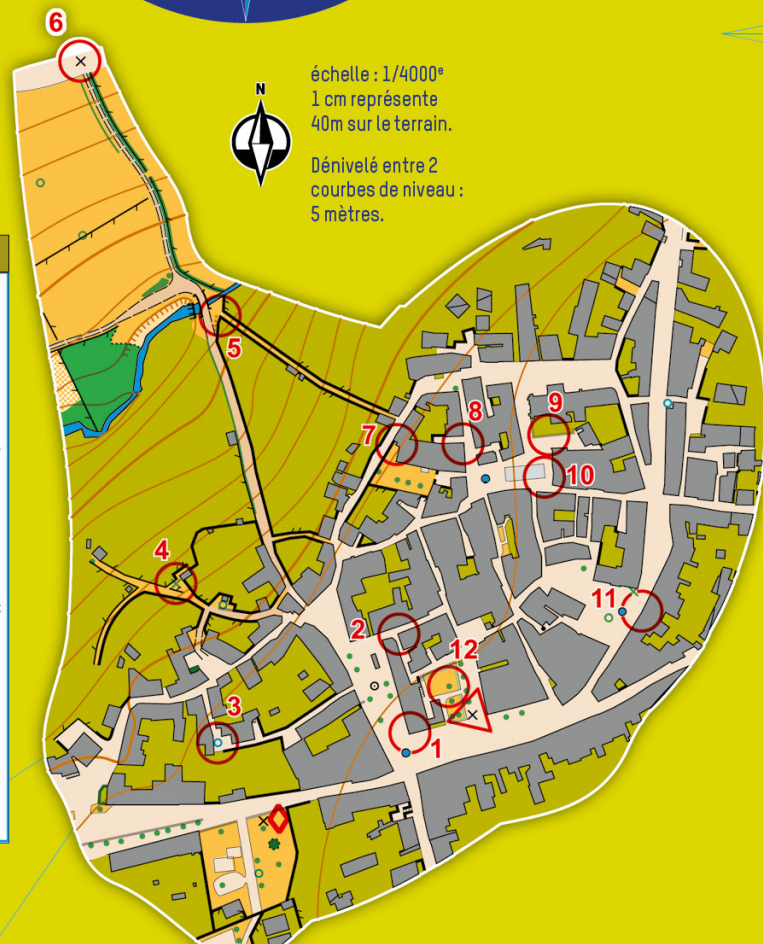 6
N
échelle : 1/4000ᵉ
1 cm représente
40m sur le terrain.
Dénivelé entre 2
courbes de niveau :
5 mètres.
5
7
8
9
10
4
11
2
12
3
1